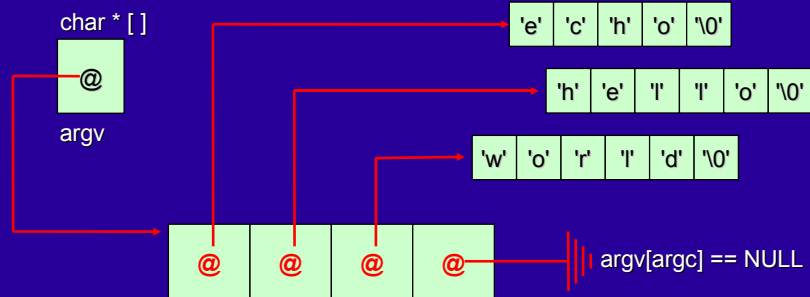 char * [ ]
@
argv
'e' 'c' 'h' 'o' '\0'
'h' 'e' 'l' 'l' 'o' '\0'
'w' 'o' 'r' 'l' 'd' '\0'
@ @ @ @
argv[argc] == NULL